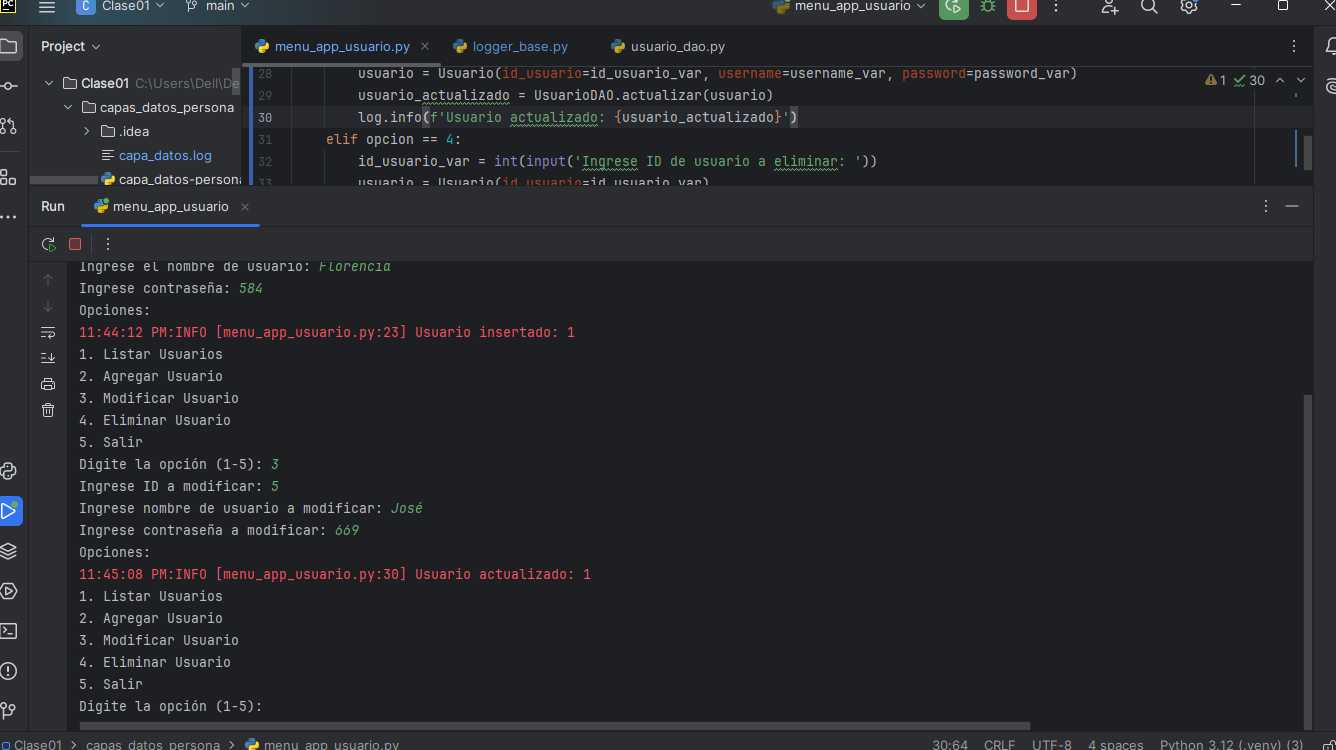 PC
C Clase01
main
menu_app_usuario
Project
menu_app_usuario.py
logger_base.py
usuario_dao.py
Clase01 C:\Users\Dell\De
capas_datos_persona
.idea
capa_datos.log
capa_datos-persona
28 usuario = Usuario(id_usuario=id_usuario_var, username=username_var, password=password_var)
29 usuario_actualizado = UsuarioDAO.actualizar(usuario)
30 log.info(f'Usuario actualizado: {usuario_actualizado}')
31 elif opcion == 4:
32 id_usuario_var = int(input('Ingrese ID de usuario a eliminar: '))
33 usuario = Usuario(id_usuario=id_usuario_var)
1 30
Run menu_app_usuario
Ingrese el nombre de usuario: Florencia
Ingrese contraseña: 584
Opciones:
11:44:12 PM:INFO [menu_app_usuario.py:23] Usuario insertado: 1
1. Listar Usuarios
2. Agregar Usuario
3. Modificar Usuario
4. Eliminar Usuario
5. Salir
Digite la opción (1-5): 3
Ingrese ID a modificar: 5
Ingrese nombre de usuario a modificar: José
Ingrese contraseña a modificar: 669
Opciones:
11:45:08 PM:INFO [menu_app_usuario.py:30] Usuario actualizado: 1
1. Listar Usuarios
2. Agregar Usuario
3. Modificar Usuario
4. Eliminar Usuario
5. Salir
Digite la opción (1-5):
Clase01 > capas_datos_persona > menu_app_usuario.py
30:64 CRLF UTF-8 4 spaces Python 3.12 (.venv) (3)